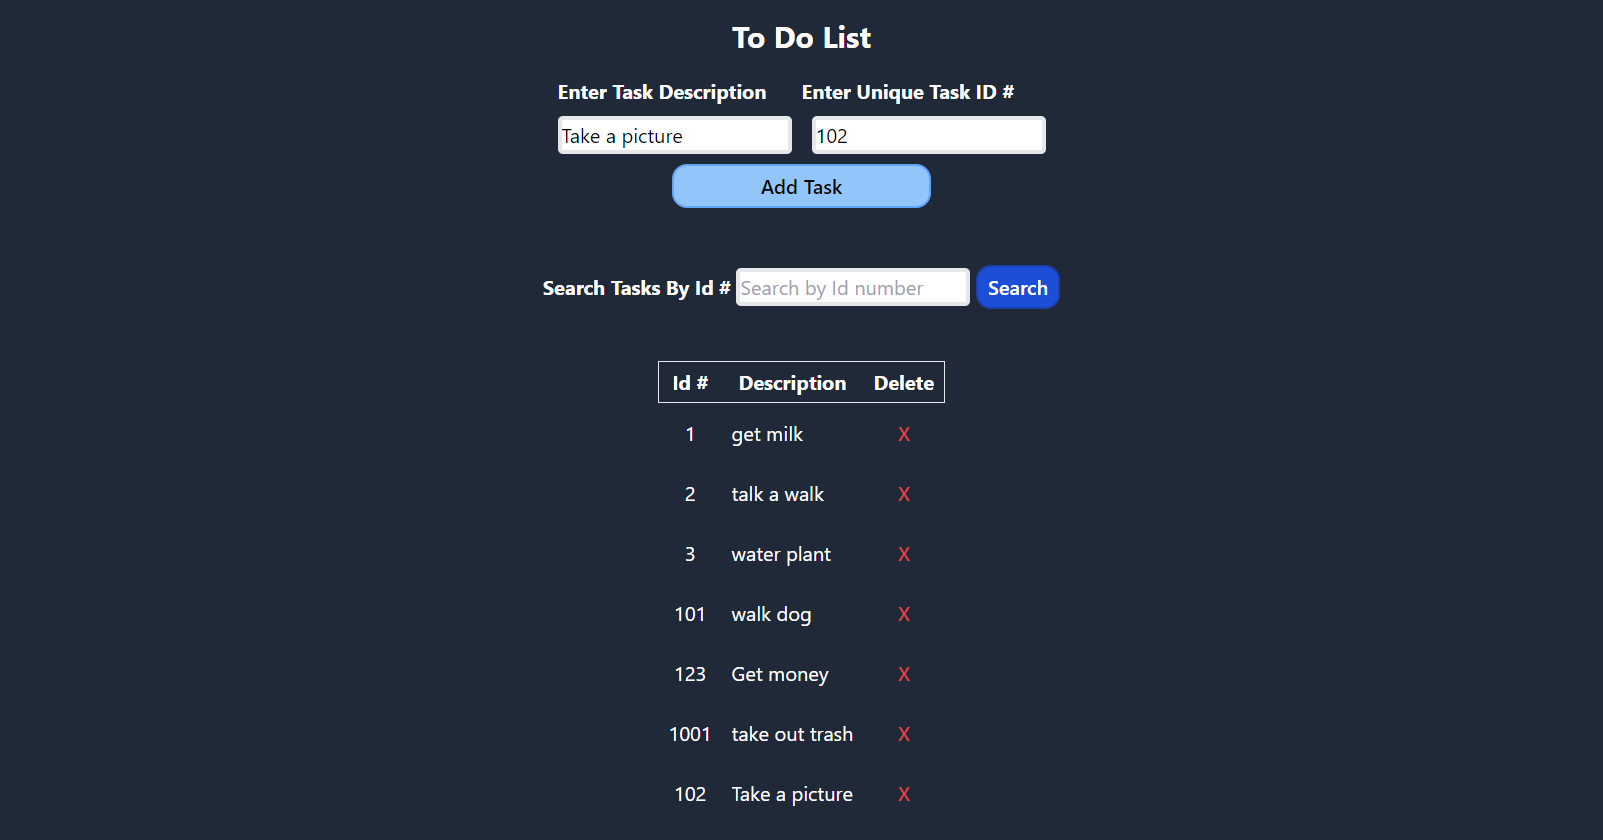 To Do List
Enter Task Description Enter Unique Task ID #
Take a picture 102
Add Task
Search Tasks By Id # Search by Id number Search
Id # Description Delete
1 get milk X
2 talk a walk X
3 water plant X
101 walk dog X
123 Get money X
1001 take out trash X
102 Take a picture X